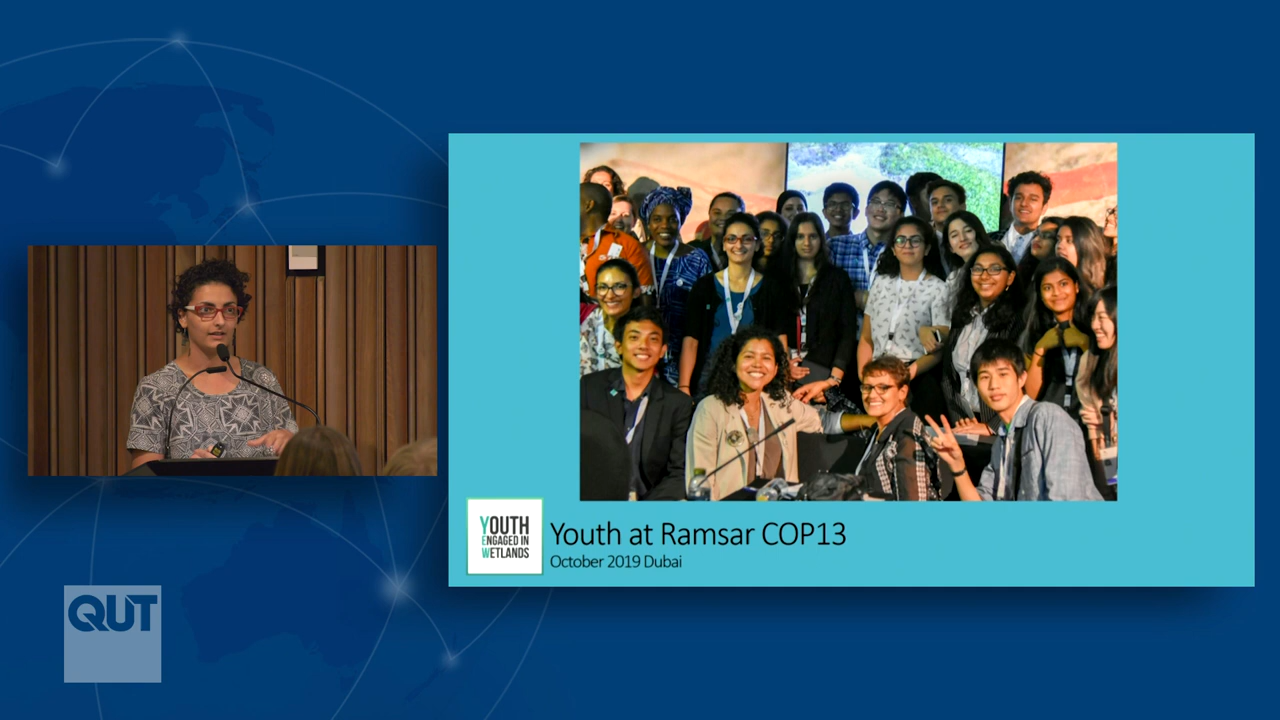 YOUTH
ENGAGED IN
WETLANDS
Youth at Ramsar COP13
October 2019 Dubai
QUT